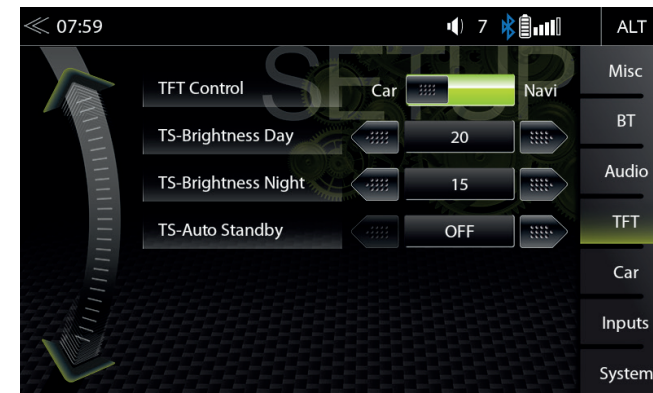 07:59 7 ALT
SETUP
Misc
TFT Control Car Navi
BT
TS-Brightness Day 20
Audio
TS-Brightness Night 15
TFT
TS-Auto Standby OFF
Car
Inputs
System